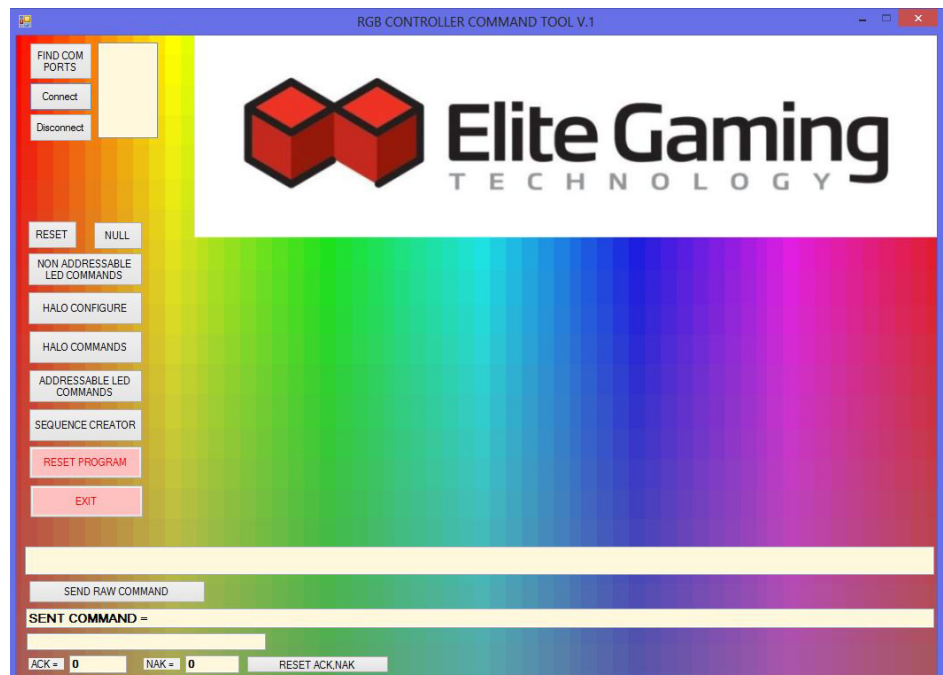 RGB CONTROLLER COMMAND TOOL V.1
FIND COM
PORTS
Connect
Disconnect
Elite Gaming
TECHNOLOGY
RESET
NULL
NON ADDRESSABLE
LED COMMANDS
HALO CONFIGURE
HALO COMMANDS
ADDRESSABLE LED
COMMANDS
SEQUENCE CREATOR
RESET PROGRAM
EXIT
SEND RAW COMMAND
SENT COMMAND =
ACK = 0
NAK = 0
RESET ACK,NAK